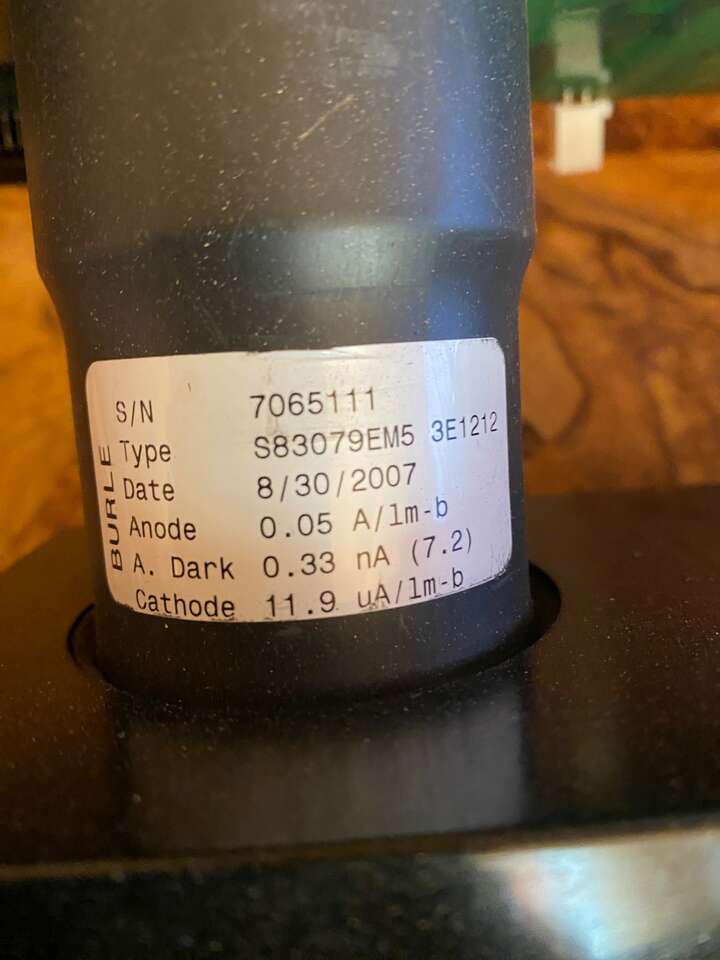 BURLE
S/N 7065111
Type S83079EM5 3E1212
Date 8/30/2007
Anode 0.05 A/lm-b
A. Dark 0.33 nA (7.2)
Cathode 11.9 uA/lm-b